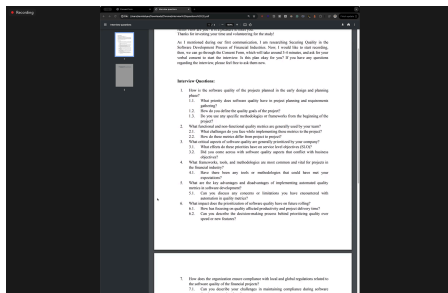 Recording
Interview questions
Thanks for investing your time and volunteering for the study!
As I mentioned during our first communication, I am researching Securing Quality in the
Software Development Process of Financial Industries. Now, I would like to start recording,
then, we can go through the Consent Form, which will take around 3-4 minutes, and ask for your
verbal consent to start the interview. Is this plan okay for you? If you have any questions
regarding the interview, please feel free to ask them now.
Interview Questions:
1. How is the software quality of the projects planned in the early design and planning
phase?
1.1. What priority does software quality have in project planning and requirement
gathering?
1.2. How do you define the quality goals of the project?
1.3. Do you use any specific methodologies or frameworks from the beginning of the
project?
2. What functional and non-functional quality metrics are generally used by your team?
2.1. What challenges do you face while implementing these metrics to the project?
2.2. How do these metrics differ from project to project?
3. What critical aspects of software quality are generally prioritized by your company?
3.1. What effects do these priorities have on service level objectives (SLO)?
3.2. Did you come across with software quality aspects that conflict with business
objectives?
4. What frameworks, tools, and methodologies are most common and vital for projects in
the financial industry?
4.1. Have there been any tools or methodologies that could have met your
expectations?
5. What are the key advantages and disadvantages of implementing automated quality
metrics in software development?
5.1. Can you discuss any concerns or limitations you have encountered with
automation in quality metrics?
6. What impact does the prioritization of software quality have on future
6.1. How has focusing on quality affected productivity and project delivery time?
6.2. Can you describe the decision-making process behind prioritizing quality over
speed or new features?
7. How does the organization ensure compliance with local and global regulations related to
the software quality of the financial projects?
7.1. Can you describe your challenges in maintaining compliance during software